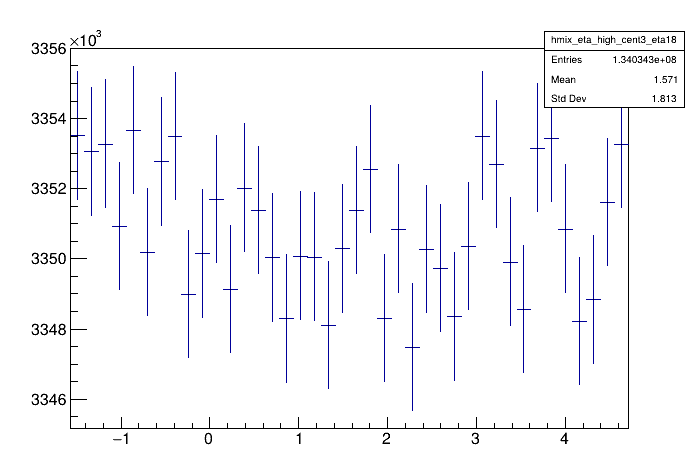 ×10³
hmix_eta_high_cent3_eta18
Entries 1.340343e+08
Mean 1.571
Std Dev 1.813
3356
3354
3352
3350
3348
3346
−1 0 1 2 3 4